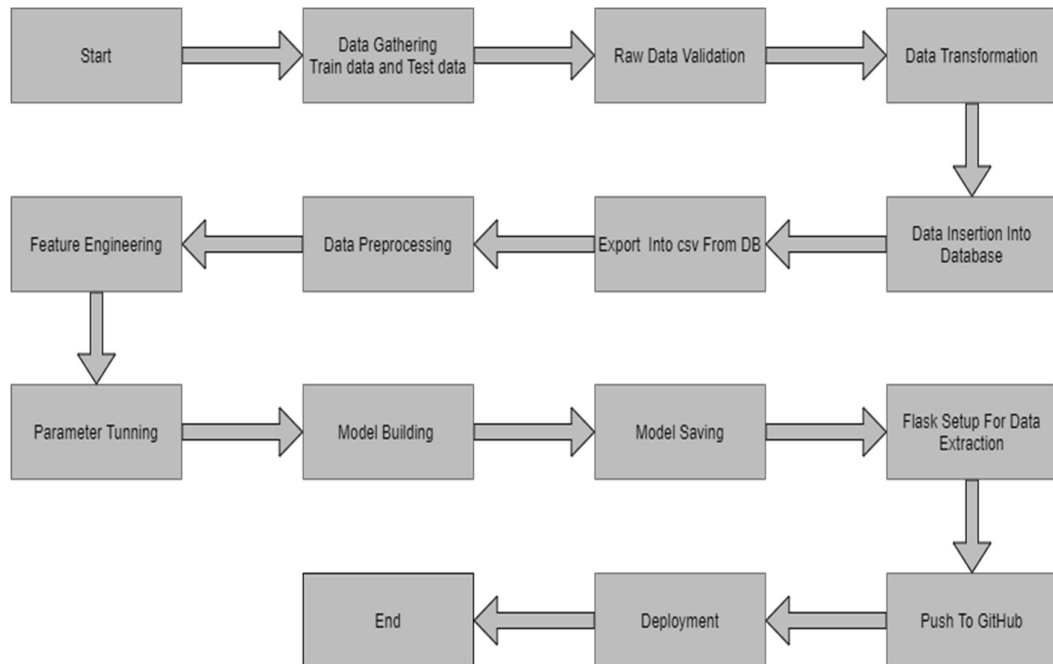 Start
Data Gathering
Train data and Test data
Raw Data Validation
Data Transformation
Data Insertion Into
Database
Export Into csv From DB
Data Preprocessing
Feature Engineering
Parameter Tunning
Model Building
Model Saving
Flask Setup For Data
Extraction
Push To GitHub
Deployment
End